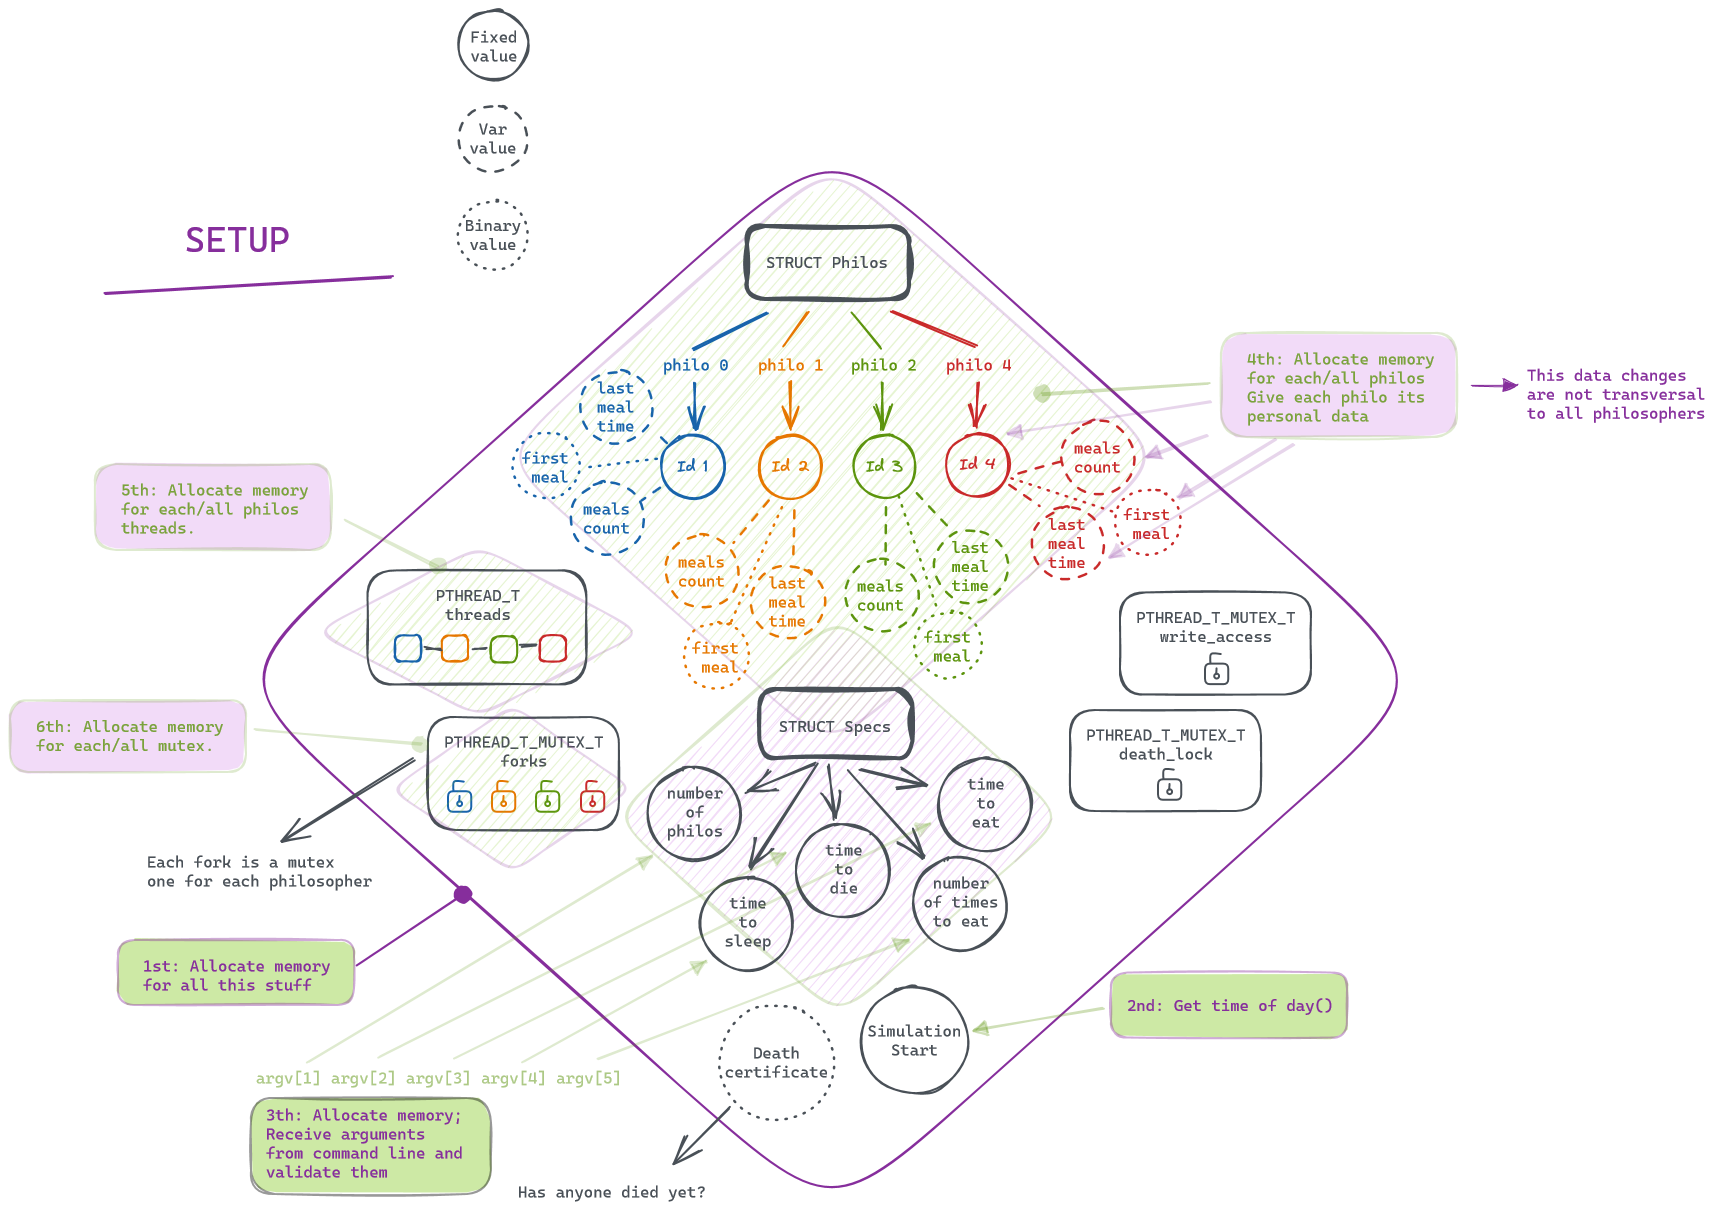 Fixed
value
Var
value
Binary
value
SETUP
STRUCT Philos
philo 0
philo 1
philo 2
philo 4
Id 1
Id 2
Id 3
Id 4
last
meal
time
first
meal
meals
count
meals
count
last
meal
time
first
meal
meals
count
last
meal
time
first
meal
meals
count
first
meal
last
meal
time
4th: Allocate memory
for each/all philos
Give each philo its
personal data
This data changes
are not transversal
to all philosophers
5th: Allocate memory
for each/all philos
threads.
PTHREAD_T
threads
6th: Allocate memory
for each/all mutex.
PTHREAD_T_MUTEX_T
forks
Each fork is a mutex
one for each philosopher
PTHREAD_T_MUTEX_T
write_access
PTHREAD_T_MUTEX_T
death_lock
STRUCT Specs
number
of
philos
time
to
sleep
time
to
die
number
of times
to eat
time
to
eat
1st: Allocate memory
for all this stuff
2nd: Get time of day()
Simulation
Start
Death
certificate
argv[1] argv[2] argv[3] argv[4] argv[5]
3th: Allocate memory;
Receive arguments
from command line and
validate them
Has anyone died yet?